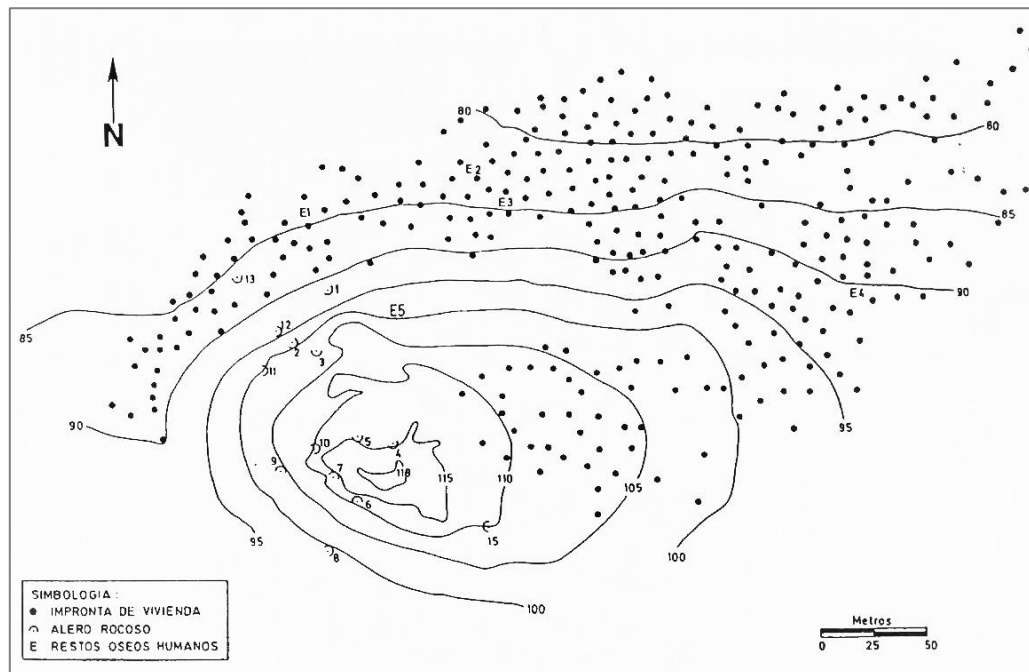 N
80
80
E2
E1
E3
85
13
1
E4
90
85
E5
12
2
3
11
90
95
5
10
4
9
7
118
115
110
105
6
15
95
8
100
100
SIMBOLOGIA :
IMPRONTA DE VIVIENDA
ALERO ROCOSO
E RESTOS OSEOS HUMANOS
Metros
0 25 50